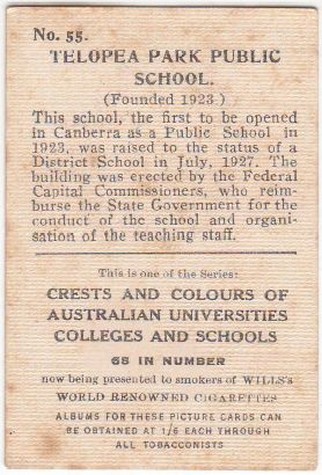 No. 55.
TELOPEA PARK PUBLIC
SCHOOL.
(Founded 1923.)
This school, the first to be opened
in Canberra as a Public School in
1923, was raised to the status of a
District School in July, 1927. The
building was erected by the Federal
Capital Commissioners, who reim-
burse the State Government for the
conduct of the school and organi-
sation of the teaching staff.
This is one of the Series:
CRESTS AND COLOURS OF
AUSTRALIAN UNIVERSITIES
COLLEGES AND SCHOOLS
68 IN NUMBER
now being presented to smokers of WILLS's
WORLD RENOWNED CIGARETTES
ALBUMS FOR THESE PICTURE CARDS CAN
BE OBTAINED AT 1/6 EACH THROUGH
ALL TOBACCONISTS